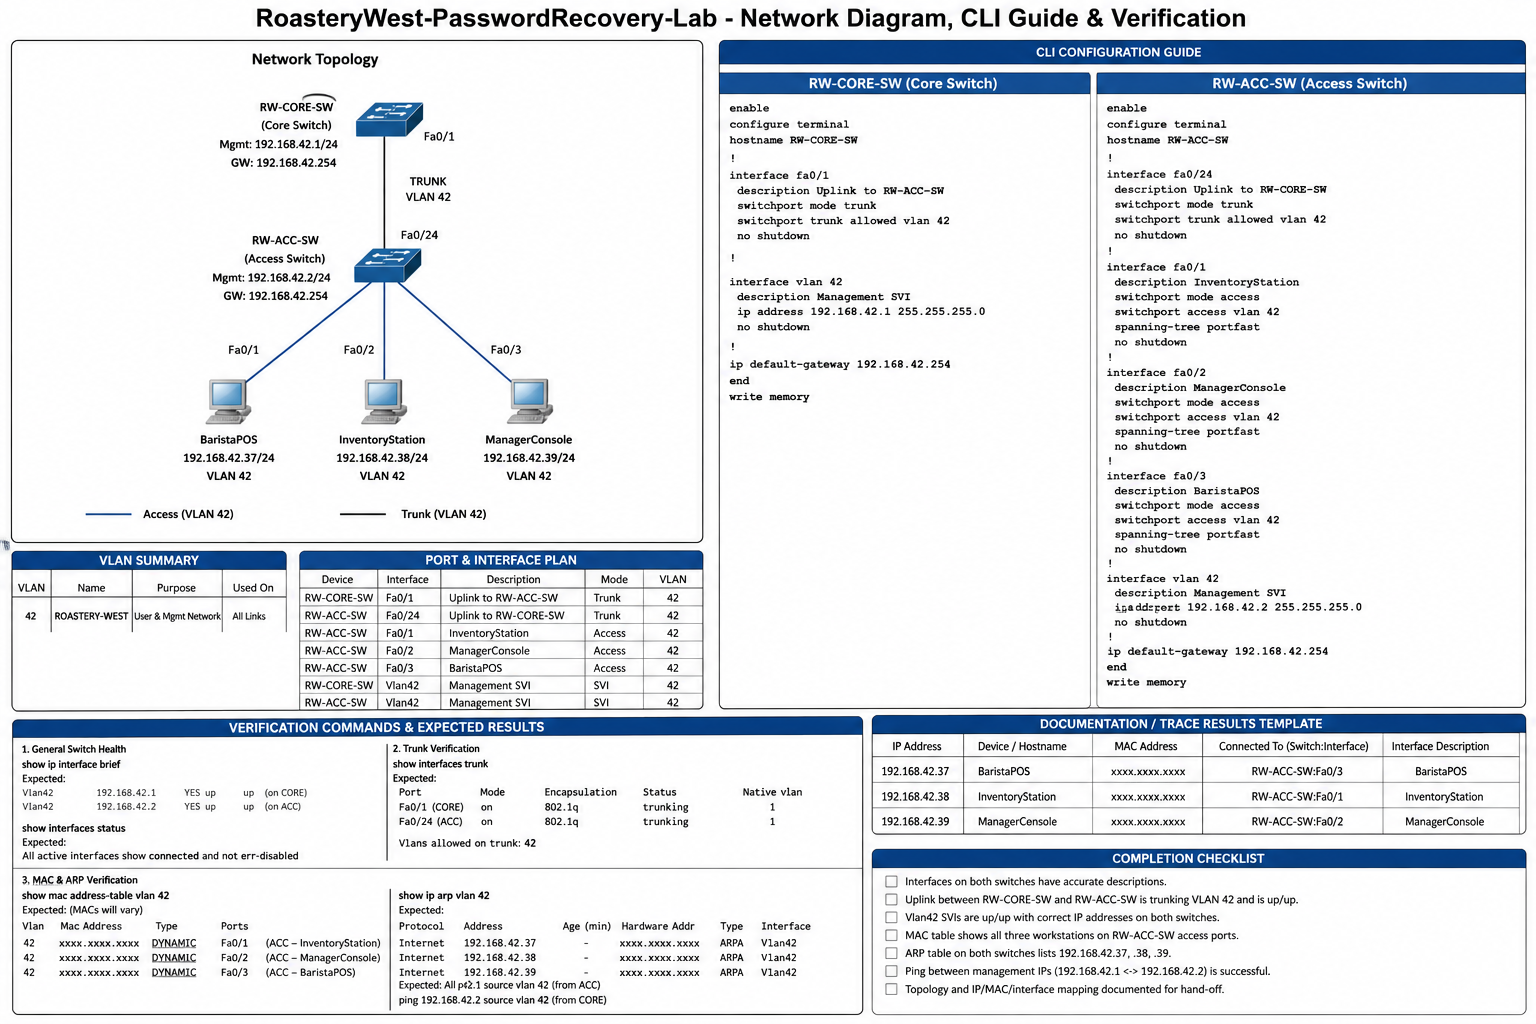 RoasteryWest-PasswordRecovery-Lab - Network Diagram, CLI Guide & Verification
Network Topology
RW-CORE-SW
(Core Switch)
Mgmt: 192.168.42.1/24
GW: 192.168.42.254
Fa0/1
TRUNK
VLAN 42
Fa0/24
RW-ACC-SW
(Access Switch)
Mgmt: 192.168.42.2/24
GW: 192.168.42.254
Fa0/1
Fa0/2
Fa0/3
BaristaPOS
192.168.42.37/24
VLAN 42
InventoryStation
192.168.42.38/24
VLAN 42
ManagerConsole
192.168.42.39/24
VLAN 42
Access (VLAN 42)
Trunk (VLAN 42)
CLI CONFIGURATION GUIDE
RW-CORE-SW (Core Switch)
enable
configure terminal
hostname RW-CORE-SW
!
interface fa0/1
description Uplink to RW-ACC-SW
switchport mode trunk
switchport trunk allowed vlan 42
no shutdown
!
interface vlan 42
description Management SVI
ip address 192.168.42.1 255.255.255.0
no shutdown
!
ip default-gateway 192.168.42.254
end
write memory
RW-ACC-SW (Access Switch)
enable
configure terminal
hostname RW-ACC-SW
!
interface fa0/24
description Uplink to RW-CORE-SW
switchport mode trunk
switchport trunk allowed vlan 42
no shutdown
!
interface fa0/1
description InventoryStation
switchport mode access
switchport access vlan 42
spanning-tree portfast
no shutdown
!
interface fa0/2
description ManagerConsole
switchport mode access
switchport access vlan 42
spanning-tree portfast
no shutdown
!
interface fa0/3
description BaristaPOS
switchport mode access
switchport access vlan 42
spanning-tree portfast
no shutdown
!
interface vlan 42
description Management SVI
192.168.42.2 255.255.255.0
no shutdown
!
ip default-gateway 192.168.42.254
end
write memory
VLAN SUMMARY
VLAN Name Purpose Used On
42 ROASTERY-WEST User & Mgmt Network All Links
PORT & INTERFACE PLAN
Device Interface Description Mode VLAN
RW-CORE-SW Fa0/1 Uplink to RW-ACC-SW Trunk 42
RW-ACC-SW Fa0/24 Uplink to RW-CORE-SW Trunk 42
RW-ACC-SW Fa0/1 InventoryStation Access 42
RW-ACC-SW Fa0/2 ManagerConsole Access 42
RW-ACC-SW Fa0/3 BaristaPOS Access 42
RW-CORE-SW Vlan42 Management SVI SVI 42
RW-ACC-SW Vlan42 Management SVI SVI 42
VERIFICATION COMMANDS & EXPECTED RESULTS
1. General Switch Health
show ip interface brief
Expected:
Vlan42 192.168.42.1 YES up up (on CORE)
Vlan42 192.168.42.2 YES up up (on ACC)
show interfaces status
Expected:
All active interfaces show connected and not err-disabled
2. Trunk Verification
show interfaces trunk
Expected:
Port Mode Encapsulation Status Native vlan
Fa0/1 (CORE) on 802.1q trunking 1
Fa0/24 (ACC) on 802.1q trunking 1
Vlans allowed on trunk: 42
3. MAC & ARP Verification
show mac address-table vlan 42
Expected: (MACs will vary)
Vlan Mac Address Type Ports
42 xxxx.xxxx.xxxx DYNAMIC Fa0/1 (ACC – InventoryStation)
42 xxxx.xxxx.xxxx DYNAMIC Fa0/2 (ACC – ManagerConsole)
42 xxxx.xxxx.xxxx DYNAMIC Fa0/3 (ACC – BaristaPOS)
show ip arp vlan 42
Expected:
Protocol Address Age (min) Hardware Addr Type Interface
Internet 192.168.42.37 - xxxx.xxxx.xxxx ARPA Vlan42
Internet 192.168.42.38 - xxxx.xxxx.xxxx ARPA Vlan42
Internet 192.168.42.39 - xxxx.xxxx.xxxx ARPA Vlan42
Expected: All source vlan 42 (from ACC)
ping 192.168.42.2 source vlan 42 (from CORE)
DOCUMENTATION / TRACE RESULTS TEMPLATE
IP Address Device / Hostname MAC Address Connected To (Switch:Interface) Interface Description
192.168.42.37 BaristaPOS xxxx.xxxx.xxxx RW-ACC-SW:Fa0/3 BaristaPOS
192.168.42.38 InventoryStation xxxx.xxxx.xxxx RW-ACC-SW:Fa0/1 InventoryStation
192.168.42.39 ManagerCensole xxxx.xxxx.xxxx RW-ACC-SW:Fa0/2 ManagerConsole
COMPLETION CHECKLIST
Interfaces on both switches have accurate descriptions.
Uplink between RW-CORE-SW and RW-ACC-SW is trunking VLAN 42 and is up/up.
Vlan42 SVIs are up/up with correct IP addresses on both switches.
MAC table shows all three workstations on RW-ACC-SW access ports.
ARP table on both switches lists 192.168.42.37, .38, .39.
Ping between management IPs (192.168.42.1 <-> 192.168.42.2) is successful.
Topology and IP/MAC/interface mapping documented for hand-off.